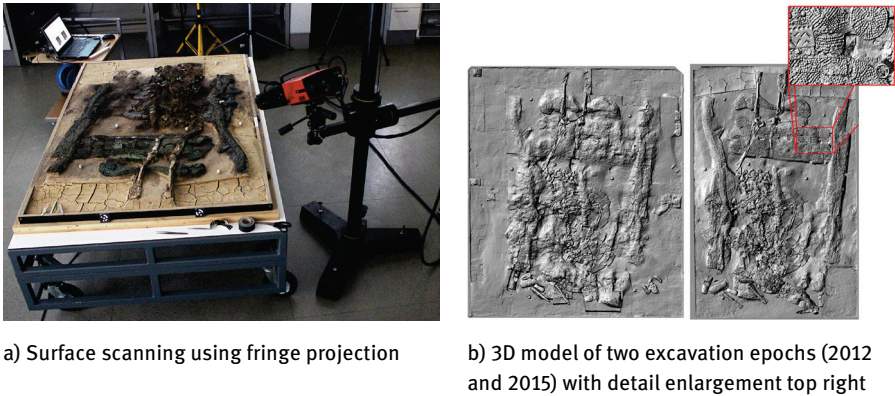 a) Surface scanning using fringe projection
b) 3D model of two excavation epochs (2012
and 2015) with detail enlargement top right